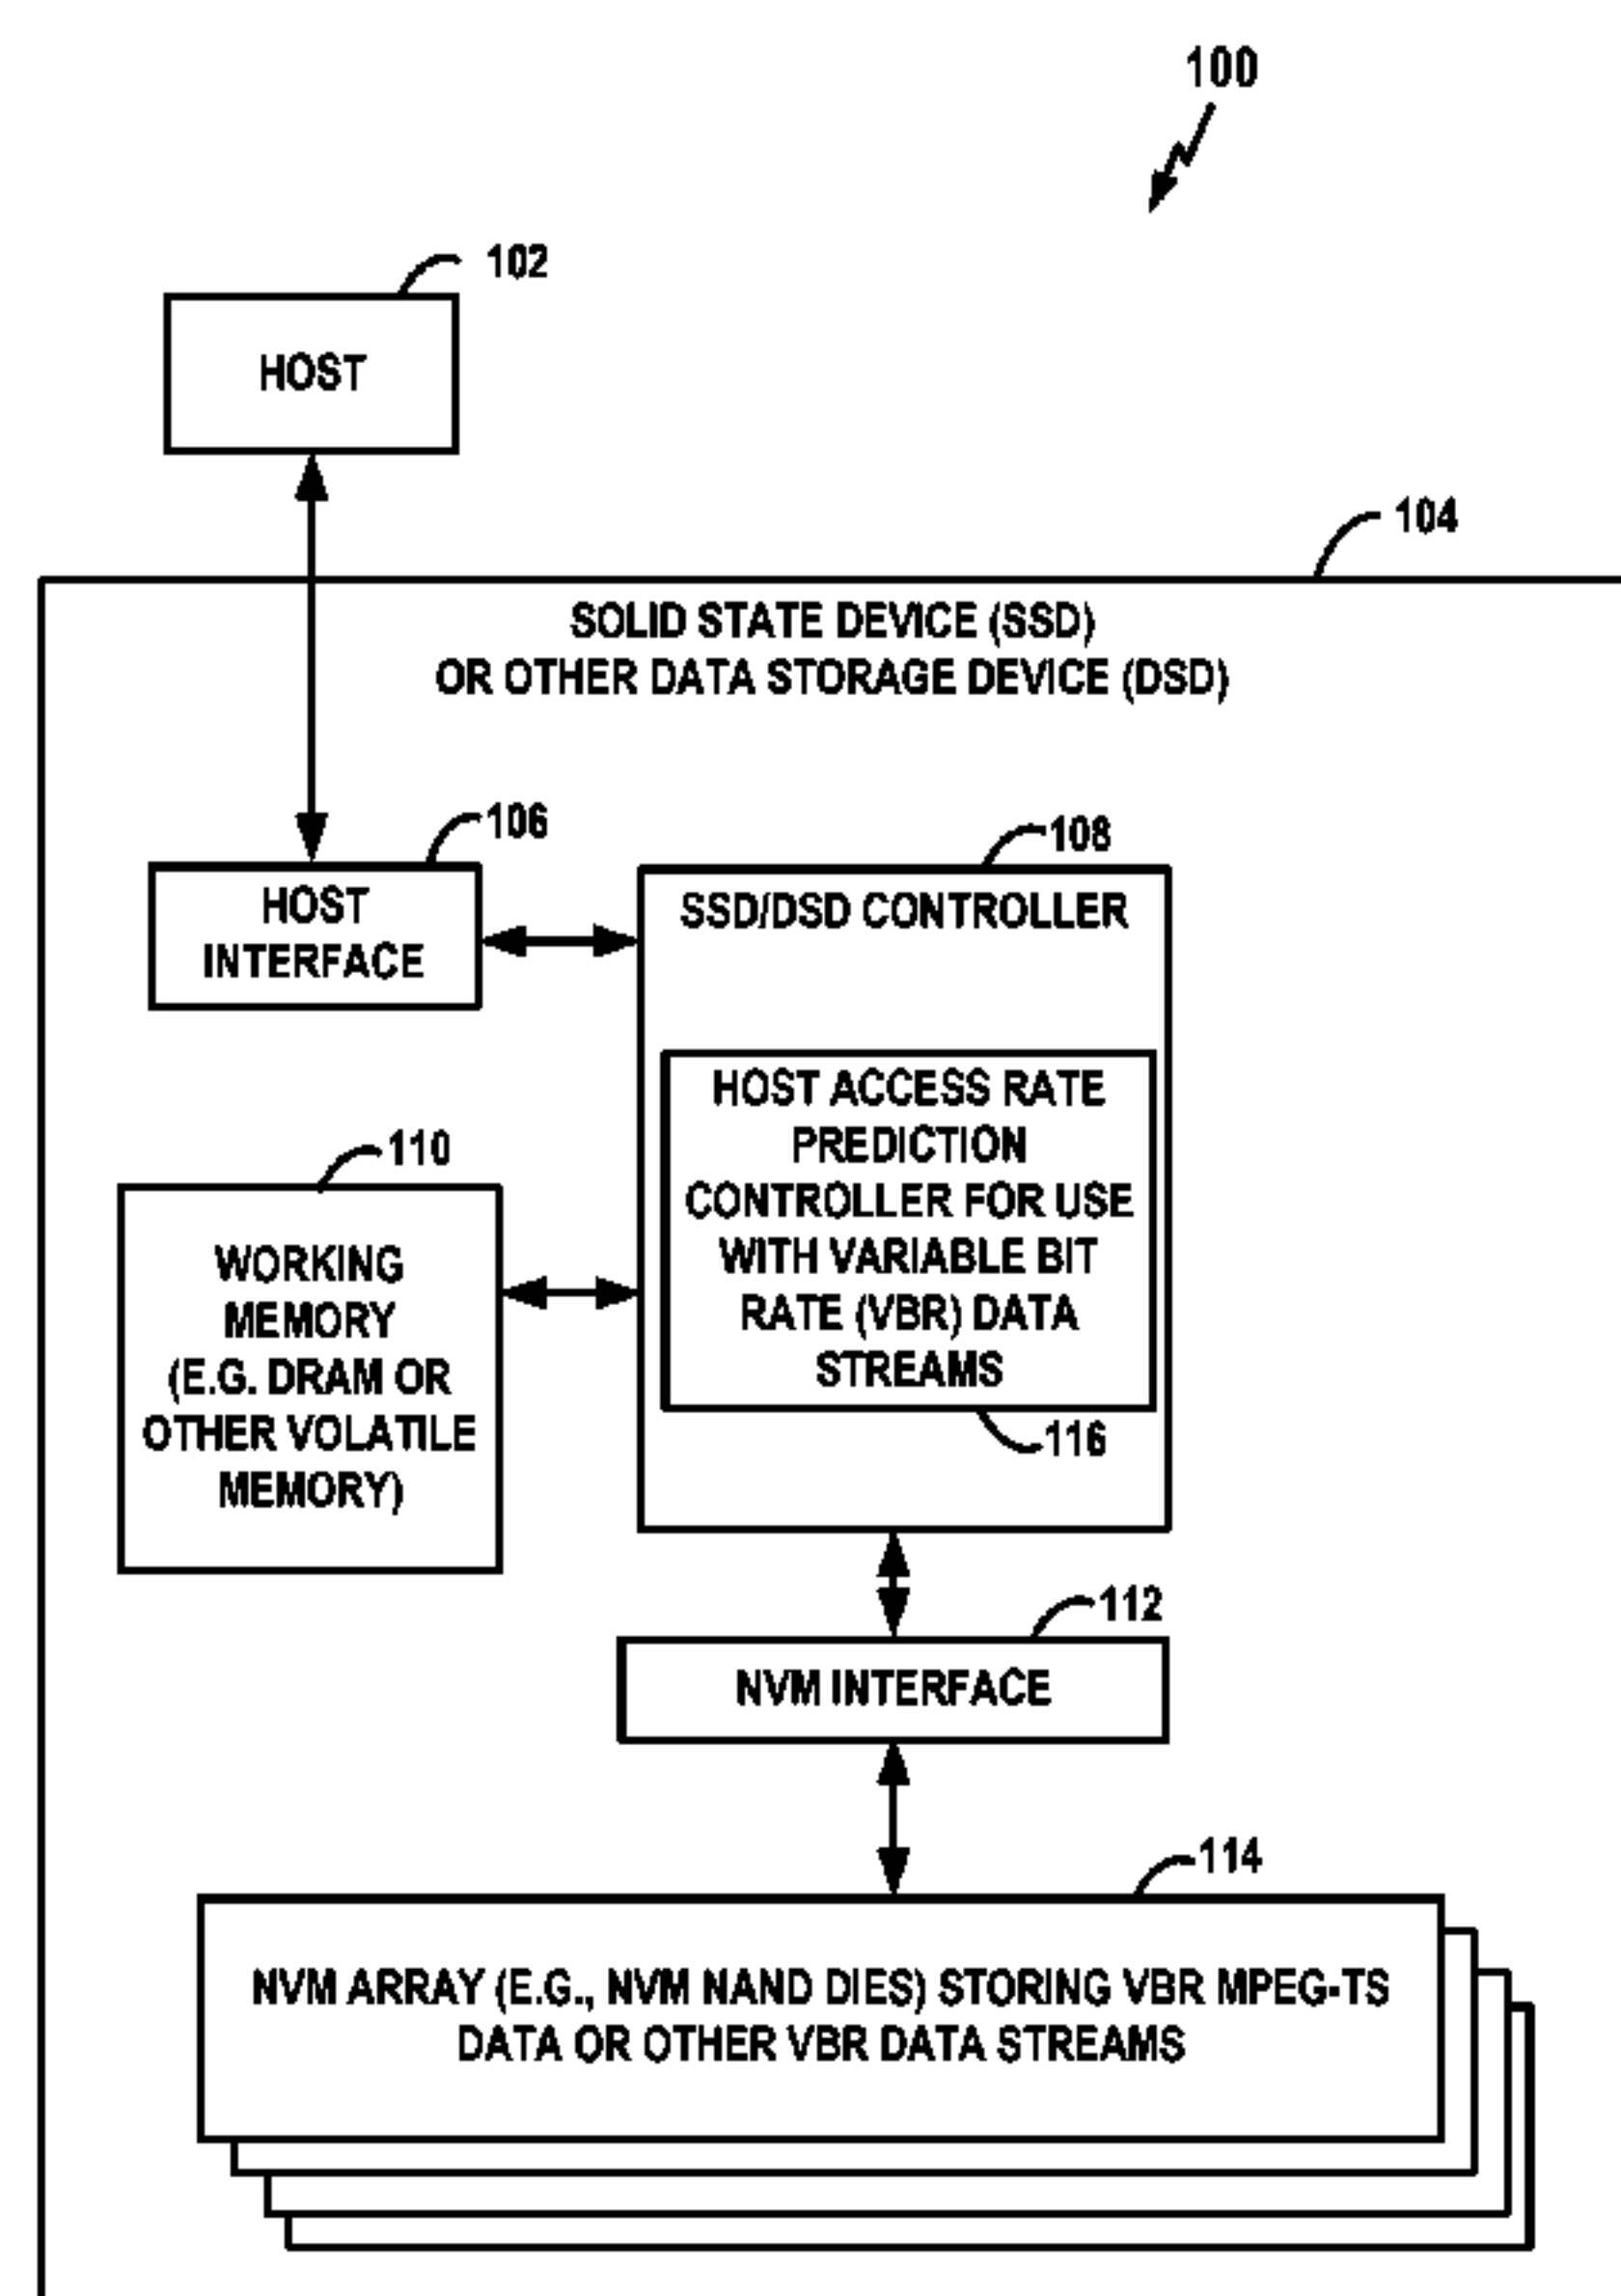 100
102
HOST
104
SOLID STATE DEVICE (SSD)
OR OTHER DATA STORAGE DEVICE (DSD)
106
HOST
INTERFACE
108
SSD/DSD CONTROLLER
HOST ACCESS RATE
PREDICTION
CONTROLLER FOR USE
WITH VARIABLE BIT
RATE (VBR) DATA
STREAMS
116
110
WORKING
MEMORY
(E.G. DRAM OR
OTHER VOLATILE
MEMORY)
112
NVM INTERFACE
114
NVM ARRAY (E.G., NVM NAND DIES) STORING VBR MPEG-TS
DATA OR OTHER VBR DATA STREAMS